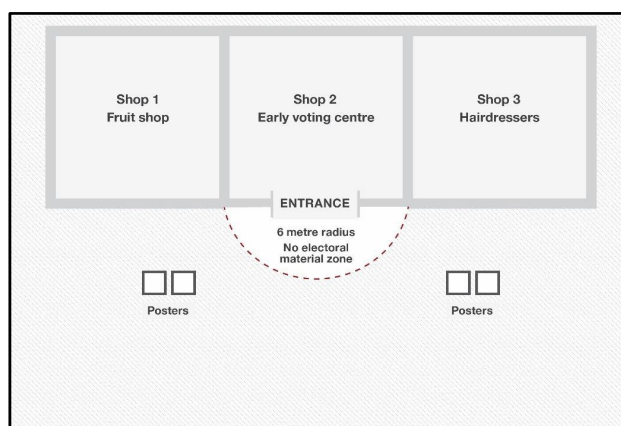 Shop 1
Fruit shop
Shop 2
Early voting centre
Shop 3
Hairdressers
ENTRANCE
6 metre radius
No electoral
material zone
Posters
Posters